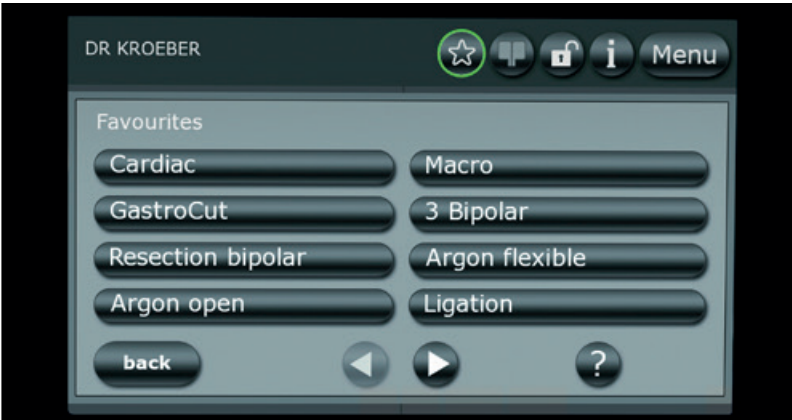 DR KROEBER
i
Menu
Favourites
Cardiac
Macro
GastroCut
3 Bipolar
Resection bipolar
Argon flexible
Argon open
Ligation
back
?